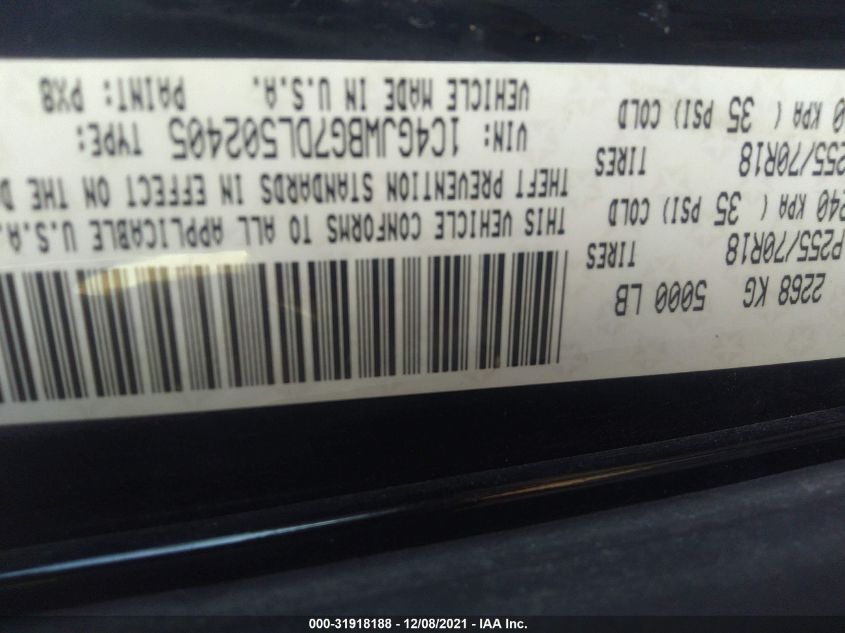 2268 KG 5000 LB
P255/70R18 TIRES
240 KPA ( 35 PSI) COLD
P255/70R18 TIRES
0 KPA ( 35 PSI) COLD
THIS VEHICLE CONFORMS TO ALL APPLICABLE U.S.A.
THEFT PREVENTION STANDARDS IN EFFECT ON THE D
VIN: 1C4GJWBG7DL502405 TYPE:
VEHICLE MADE IN U.S.A. PAINT: PX8
000-31918188 - 12/08/2021 - IAA Inc.